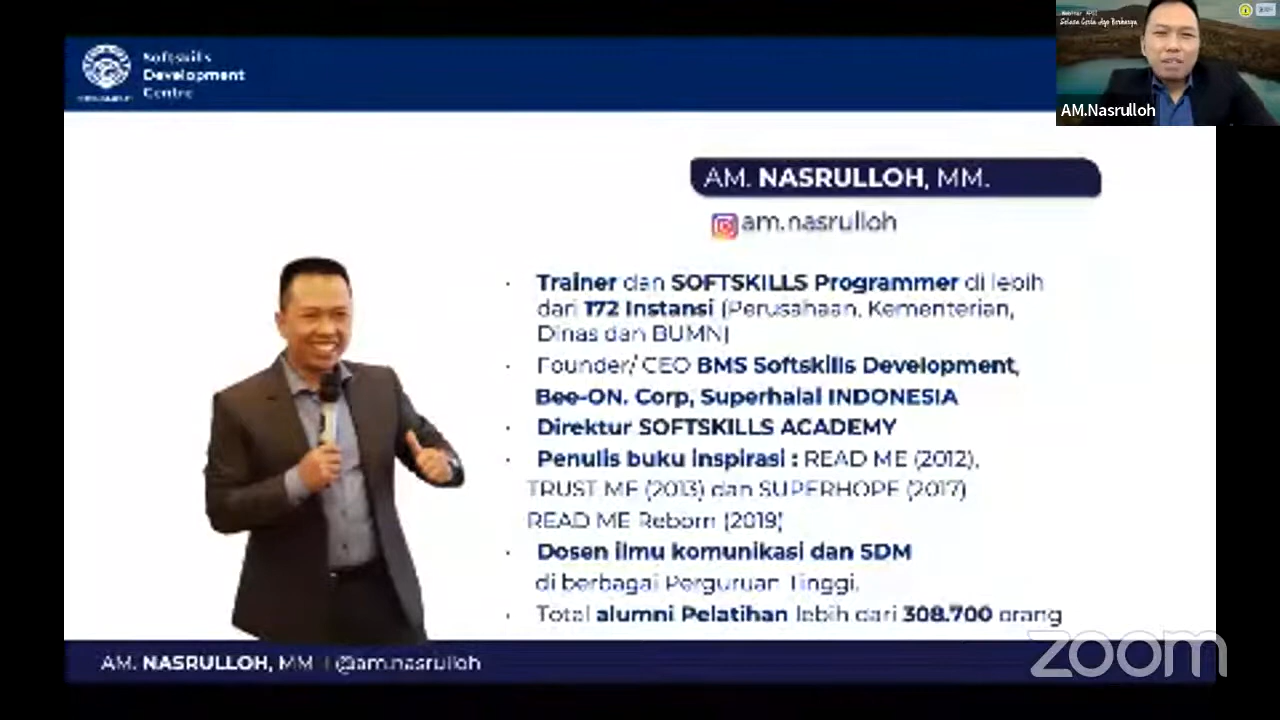 Softskills
Development
Centre
Selasa Cerda Ajge Berkarya
AM.Nasrulloh
AM. NASRULLOH, MM.
am.nasrulloh
· Trainer dan SOFTSKILLS Programmer di lebih
dari 172 Instansi (Perusahaan, Kementerian,
Dinas dan BUMN)
· Founder/ CEO BMS Softskills Development,
Bee-ON. Corp, Superhalal INDONESIA
· Direktur SOFTSKILLS ACADEMY
· Penulis buku inspirasi : READ ME (2012),
TRUST ME (2013) dan SUPERHOPE (2017)
READ ME Reborn (2019)
· Dosen ilmu komunikasi dan SDM
di berbagai Perguruan Tinggi.
· Total alumni Pelatihan lebih dari 308.700 orang
AM. NASRULLOH, MM | @am.nasrulloh
zoom